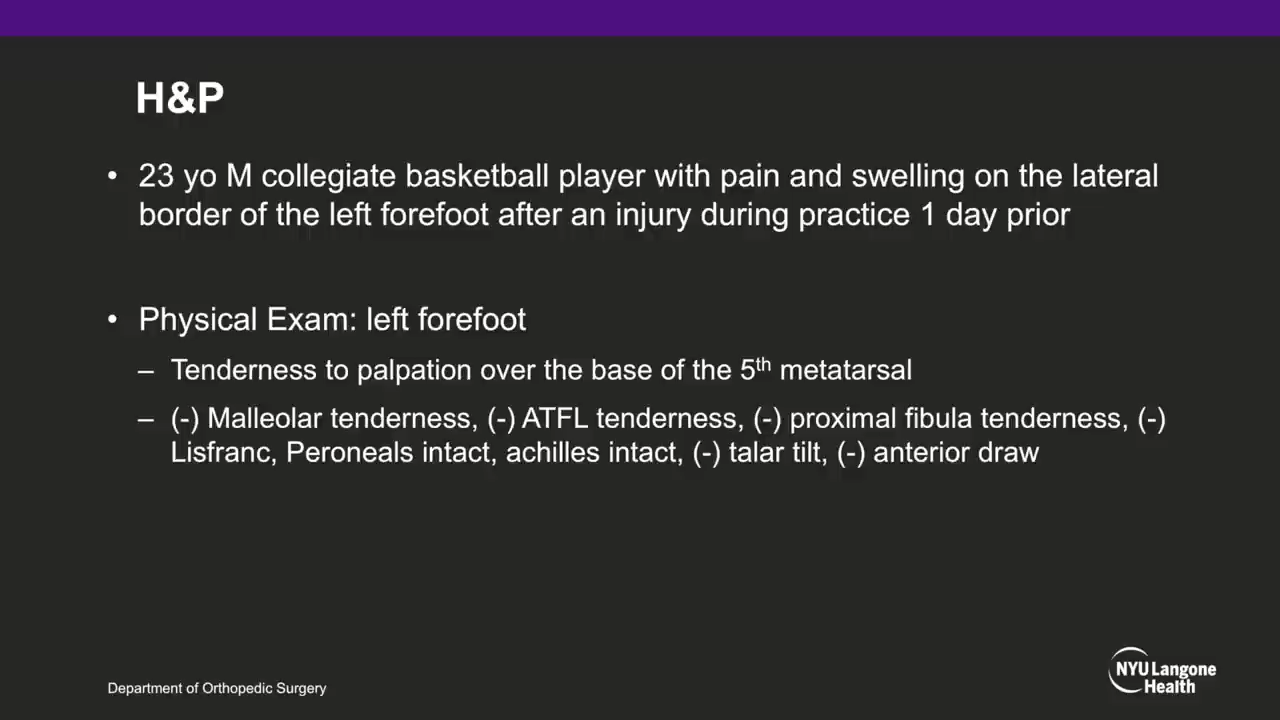 H&P
• 23 yo M collegiate basketball player with pain and swelling on the lateral
border of the left forefoot after an injury during practice 1 day prior
• Physical Exam: left forefoot
– Tenderness to palpation over the base of the 5th metatarsal
– (-) Malleolar tenderness, (-) ATFL tenderness, (-) proximal fibula tenderness, (-)
Lisfranc, Peroneals intact, achilles intact, (-) talar tilt, (-) anterior draw
Department of Orthopedic Surgery
NYU Langone
Health